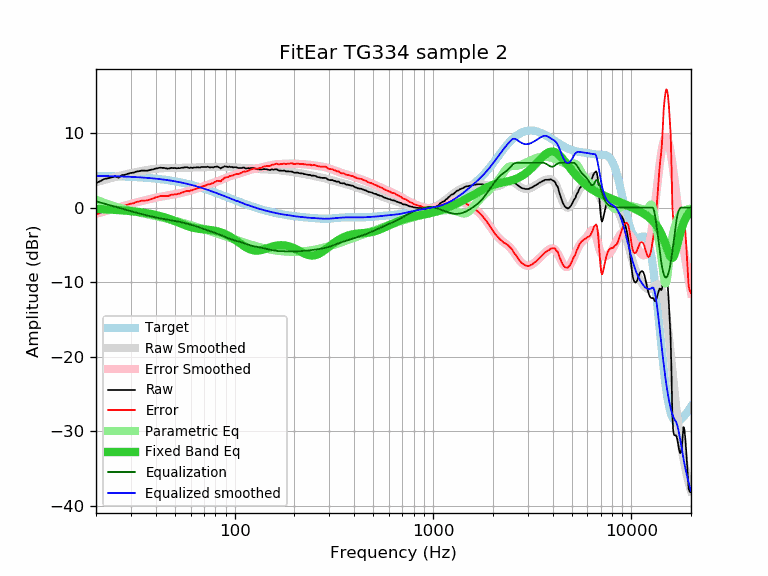 FitEar TG334 sample 2
Amplitude (dBr)
10
0
−10
−20
−30
−40
Target
Raw Smoothed
Error Smoothed
Raw
Error
Parametric Eq
Fixed Band Eq
Equalization
Equalized smoothed
100
1000
10000
Frequency (Hz)